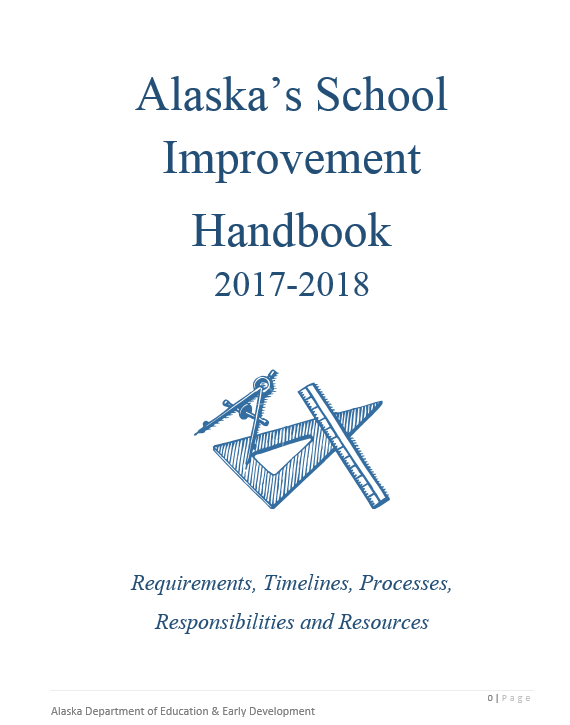 Alaska’s School
Improvement
Handbook
2017-2018
Requirements, Timelines, Processes,
Responsibilities and Resources
0 | P a g e
Alaska Department of Education & Early Development